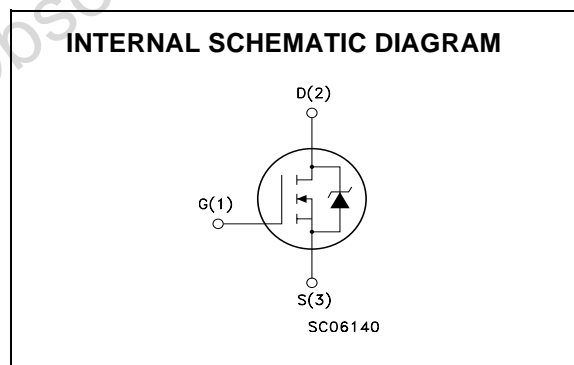 INTERNAL SCHEMATIC DIAGRAM
D(2)
G(1)
S(3)
SC06140